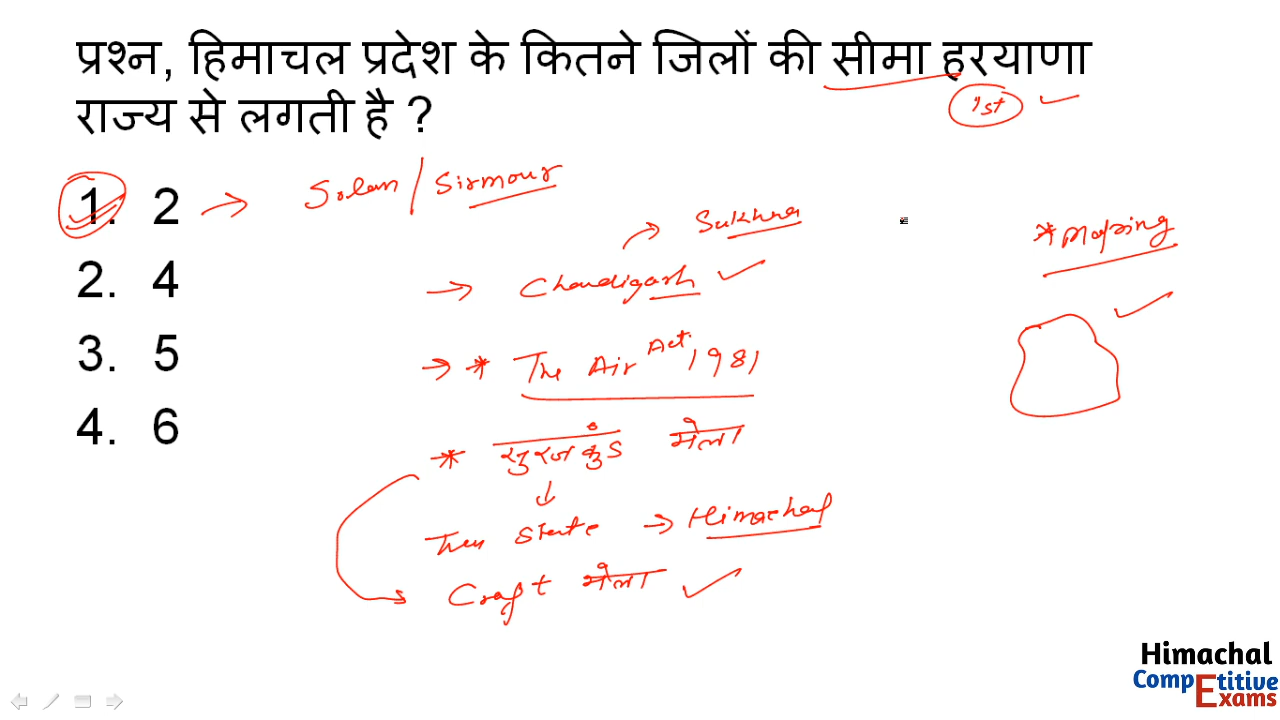 प्रश्न, हिमाचल प्रदेश के कितने जिलों की सीमा हरयाणा
राज्य से लगती है ?
1st
1. 2 → Solan / Sirmour
→ Sukhna
* Mapping
2. 4
→ Chandigarh
3. 5
→ * The Air Act, 1981
4. 6
* सुरजकुंड मेला
State → Himachal
Craft मेला
Himachal
Competitive
Exams